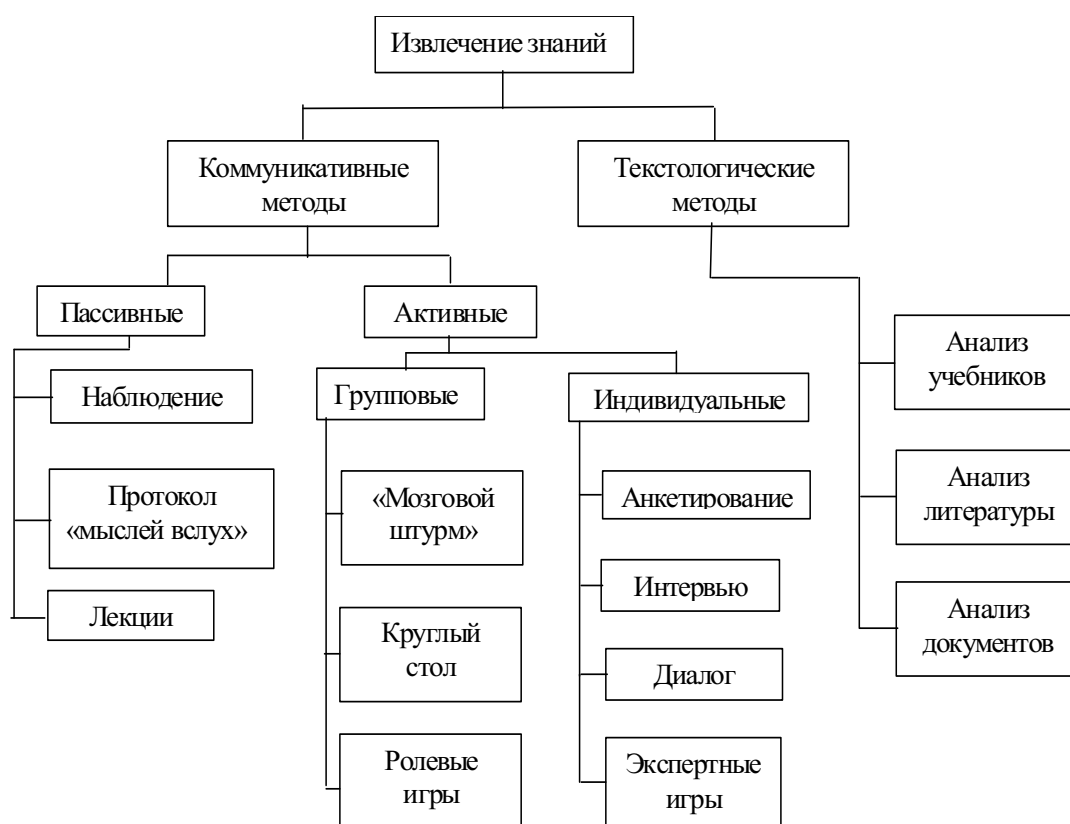 Извлечение знаний
Коммуникативные
методы
Текстологические
методы
Пассивные
Активные
Наблюдение
Протокол
«мыслей вслух»
Лекции
Групповые
«Мозговой
штурм»
Круглый
стол
Ролевые
игры
Индивидуальные
Анкетирование
Интервью
Диалог
Экспертные
игры
Анализ
учебников
Анализ
литературы
Анализ
документов